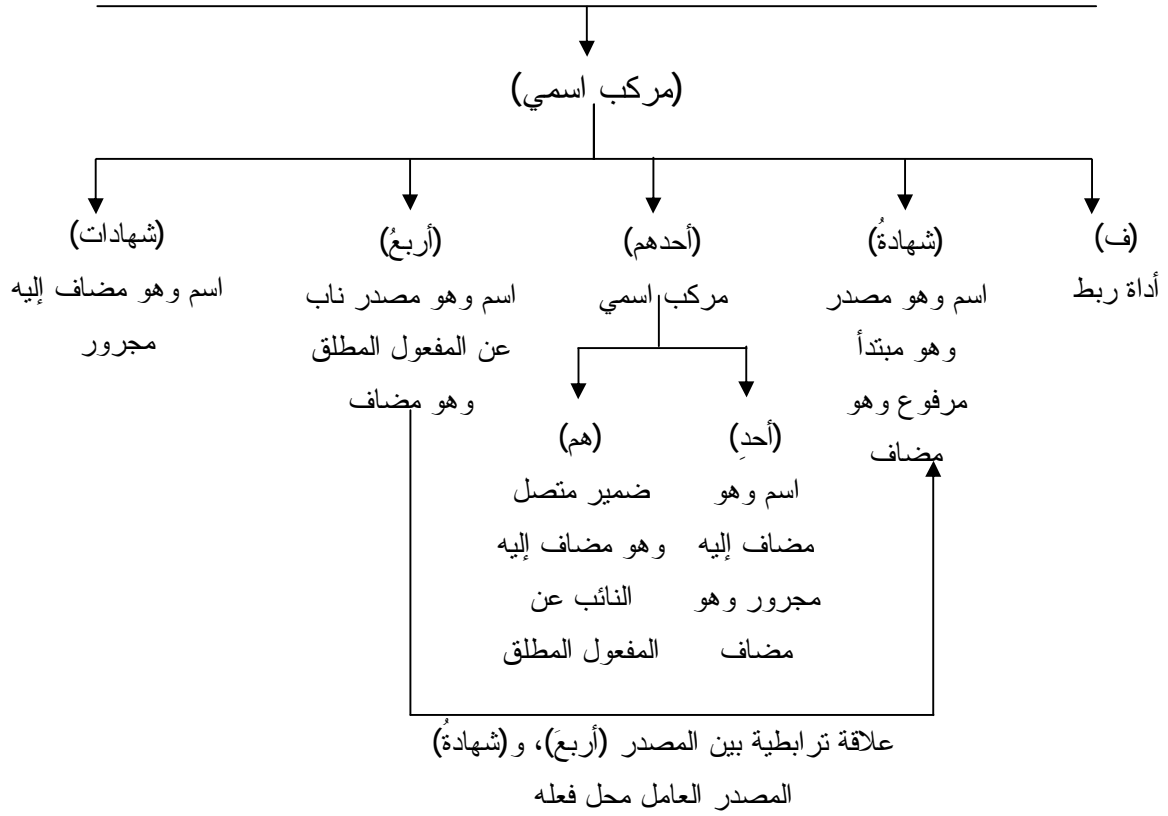 (مركب اسمي)
(ف)
أداة ربط
(شهادةُ)
اسم وهو مصدر
وهو مبتدأ
مرفوع وهو
مضاف
(أحدهم)
مركب اسمي
(أحدِ)
اسم وهو
مضاف إليه
مجرور وهو
مضاف
(هم)
ضمير متصل
وهو مضاف إليه
النائب عن
المفعول المطلق
(أربعُ)
اسم وهو مصدر ناب
عن المفعول المطلق
وهو مضاف
(شهادات)
اسم وهو مضاف إليه
مجرور
علاقة ترابطية بين المصدر (أربعَ)، و(شهادةُ)
المصدر العامل محل فعله